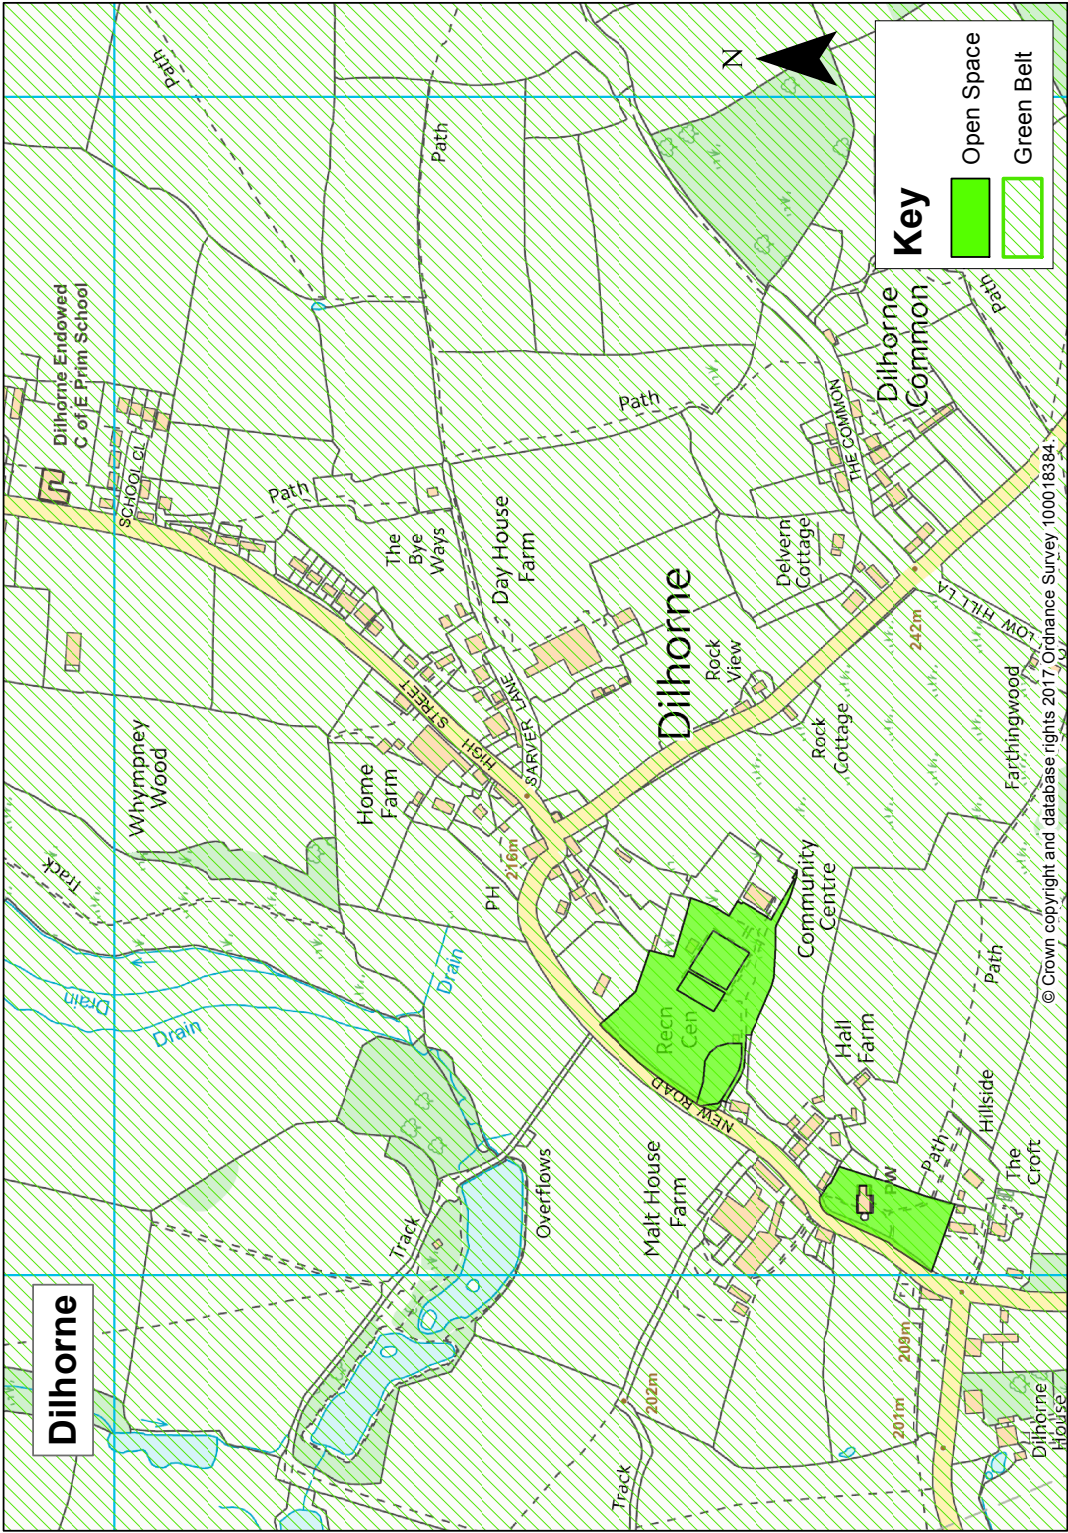 Dilhorne
Dilhorne Endowed
C of E Prim School
SCHOOL CL
Path
Path
Path
Whympney
Wood
Track
Drain
Drain
Drain
The
Bye
Ways
Day House
Farm
Home
Farm
HIGH STREET
SARVER LANE
216m
PH
Path
Dilhorne
Rock
View
Delvern
Cottage
THE COMMON
Dilhorne
Common
Path
Rock
Cottage
242m
LOW HILL LA
Farthingwood
Community
Centre
Recn
Cen
NEW ROAD
Hall
Farm
Path
Hillside
Path
The
Croft
PW
Malt House
Farm
Overflows
Track
Track
202m
209m
201m
Dilhorne
House
N
Key
Open Space
Green Belt
© Crown copyright and database rights 2017 Ordnance Survey 100018384.